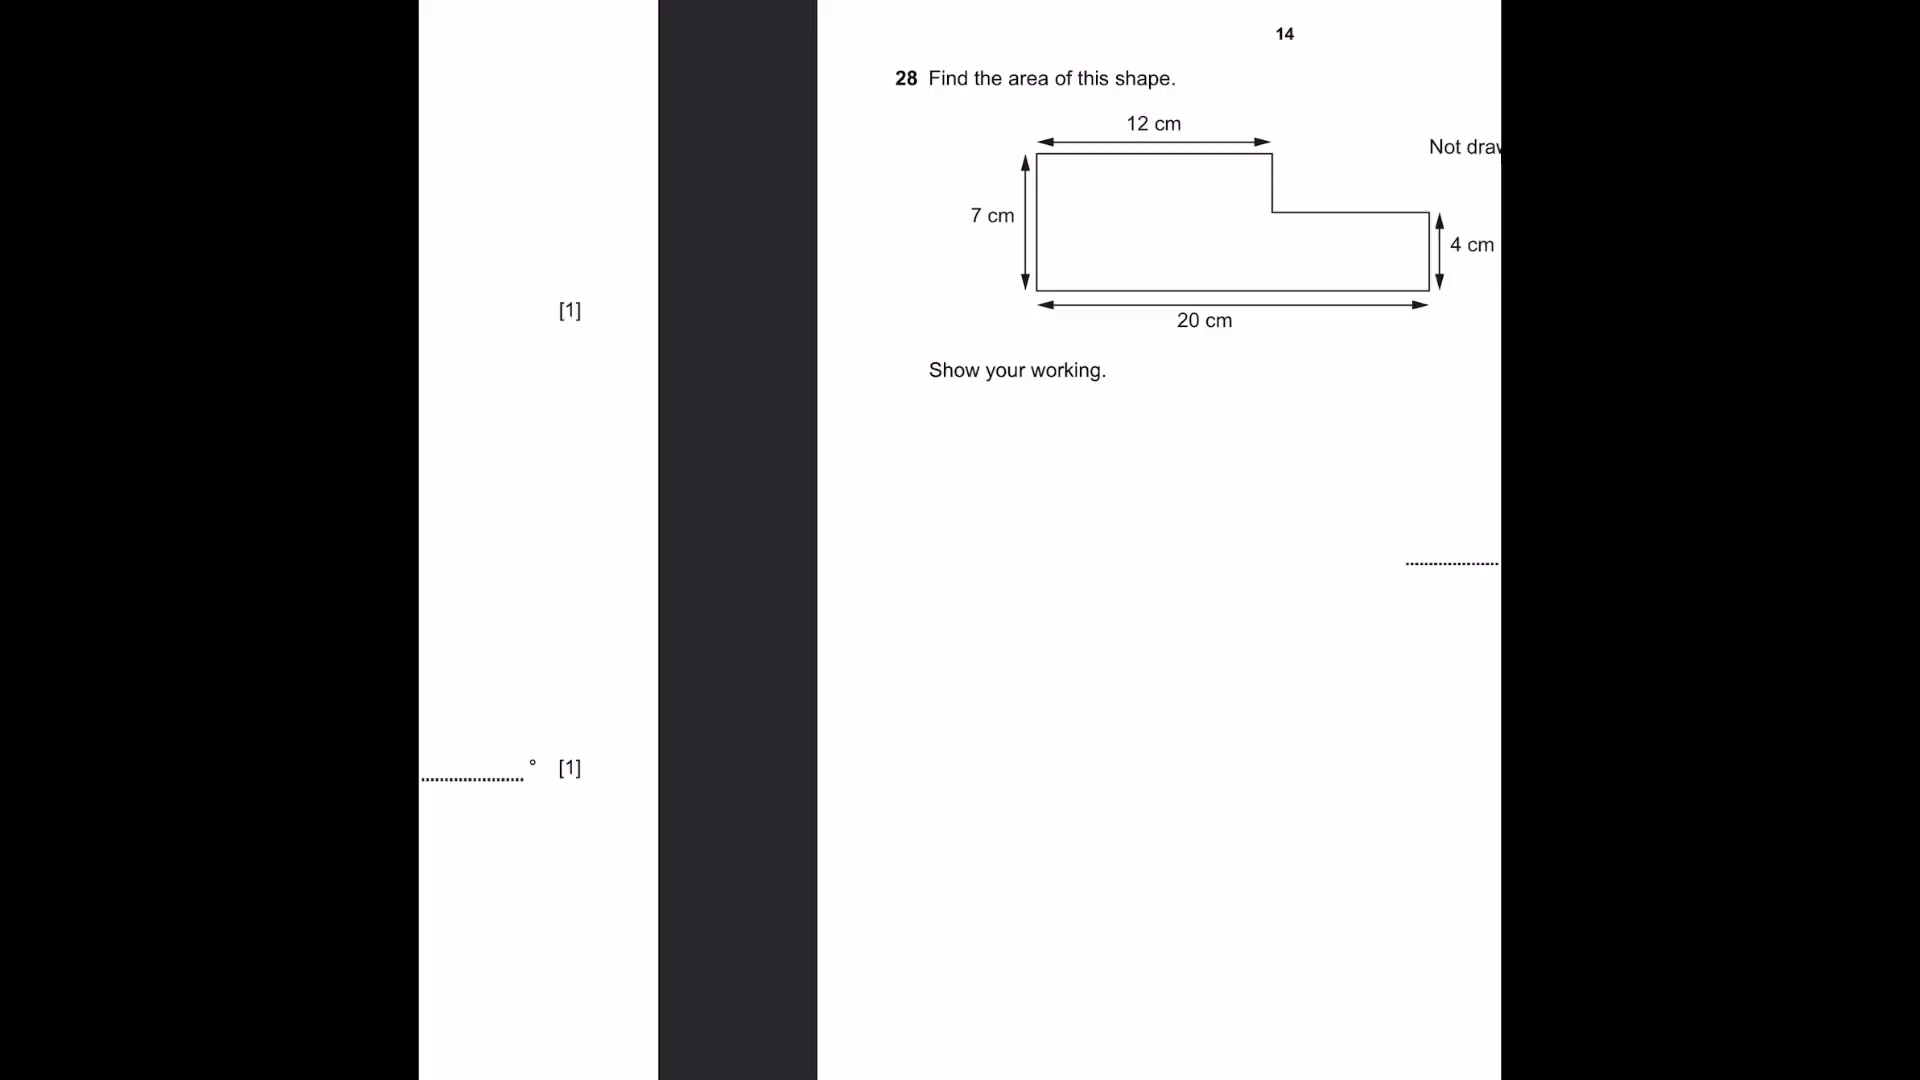 [1]
° [1]
14
28 Find the area of this shape.
12 cm
Not
7 cm
4 cm
20 cm
Show your working.